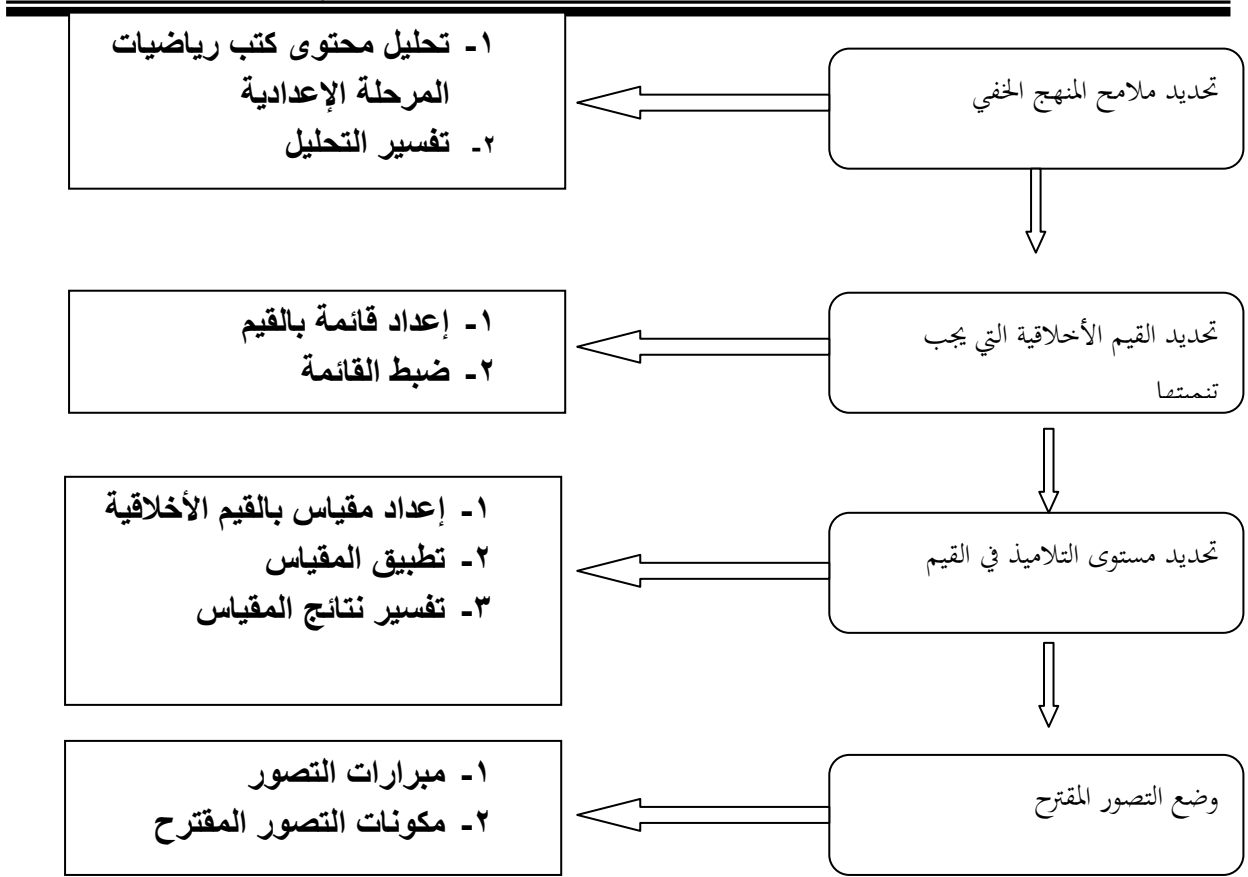 تحديد ملامح المنهج الخفي
١- تحليل محتوى كتب رياضيات
المرحلة الإعدادية
٢- تفسير التحليل
تحديد القيم الأخلاقية التي يجب
تنميتها
١- إعداد قائمة بالقيم
٢- ضبط القائمة
تحديد مستوى التلاميذ في القيم
١- إعداد مقياس بالقيم الأخلاقية
٢- تطبيق المقياس
٣- تفسير نتائج المقياس
وضع التصور المقترح
١- مبرارات التصور
٢- مكونات التصور المقترح